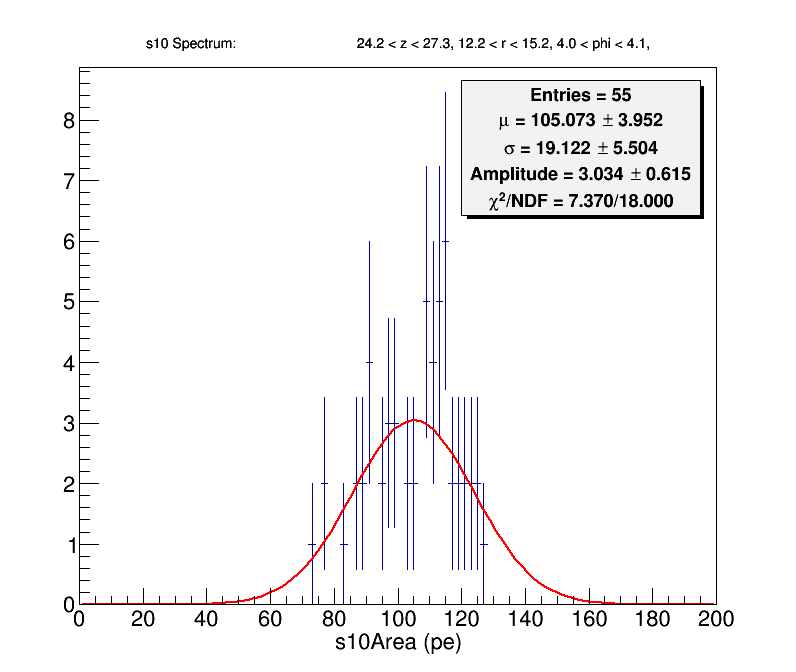 s10 Spectrum: 24.2 < z < 27.3, 12.2 < r < 15.2, 4.0 < phi < 4.1,
Entries = 55
μ = 105.073 ± 3.952
σ = 19.122 ± 5.504
Amplitude = 3.034 ± 0.615
χ²/NDF = 7.370/18.000
8
7
6
5
4
3
2
1
0
0 20 40 60 80 100 120 140 160 180 200
s10Area (pe)